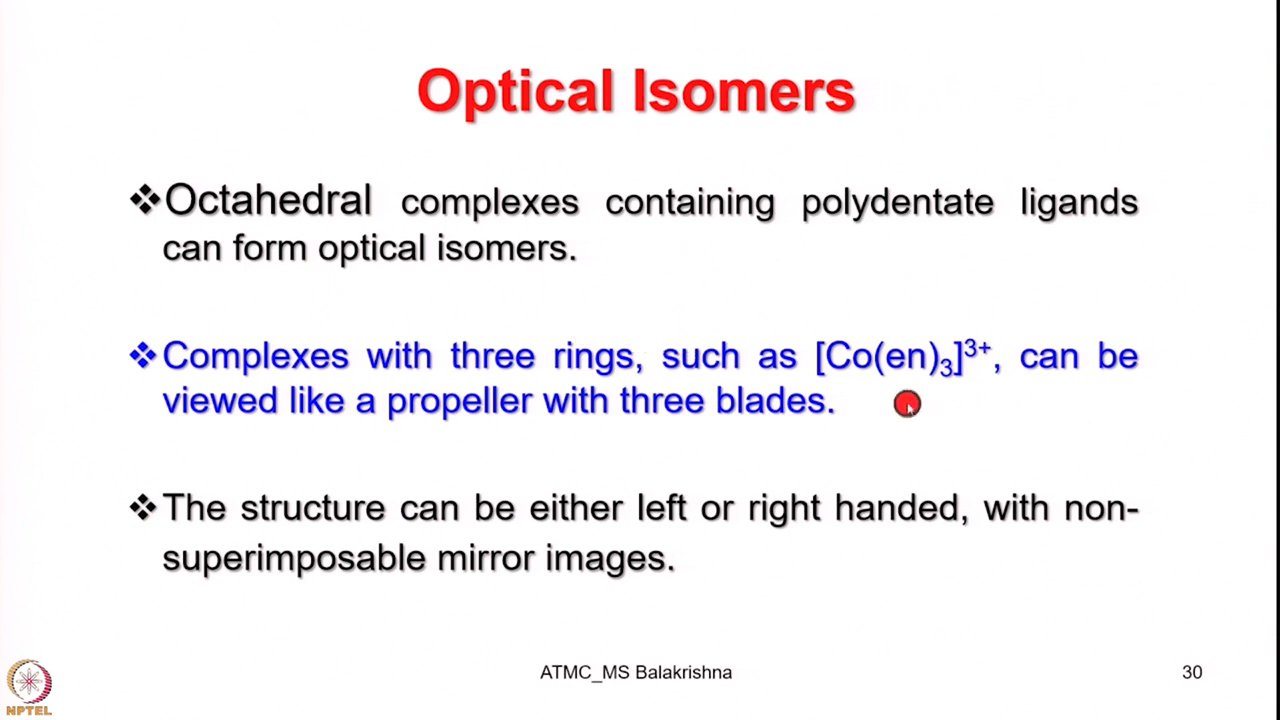 Optical Isomers
❖Octahedral complexes containing polydentate ligands
can form optical isomers.
❖Complexes with three rings, such as [Co(en)₃]³⁺, can be
viewed like a propeller with three blades.
❖The structure can be either left or right handed, with non-
superimposable mirror images.
NPTEL
ATMC_MS Balakrishna
30